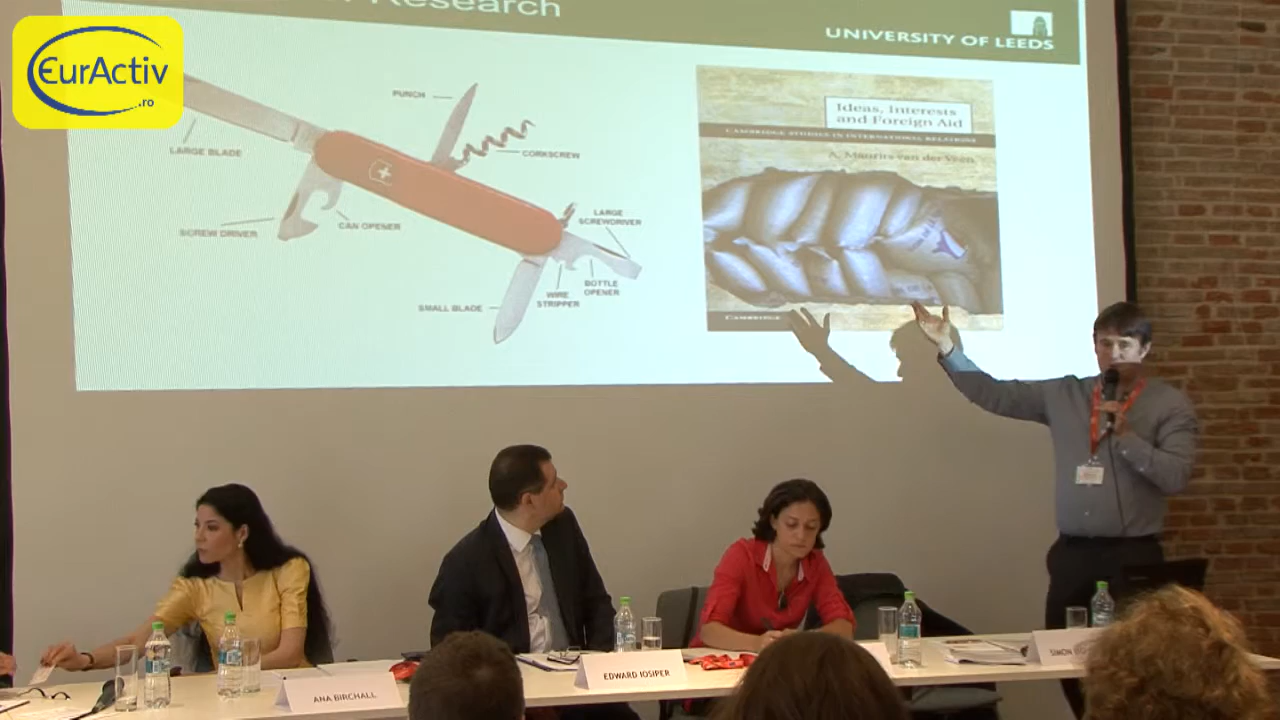 EurActiv
.ro
Research
UNIVERSITY OF LEEDS
PUNCH
LARGE BLADE
CORKSCREW
SCREW DRIVER
CAN OPENER
LARGE
SCREWDRIVER
SMALL BLADE
WIRE
STRIPPER
BOTTLE
OPENER
Ideas, Interests
and Foreign Aid
CAMBRIDGE STUDIES IN INTERNATIONAL RELATIONS
A. Maurits van der Veen
CAMBRIDGE
ANA BIRCHALL
EDWARD IOSIPER
SIMON